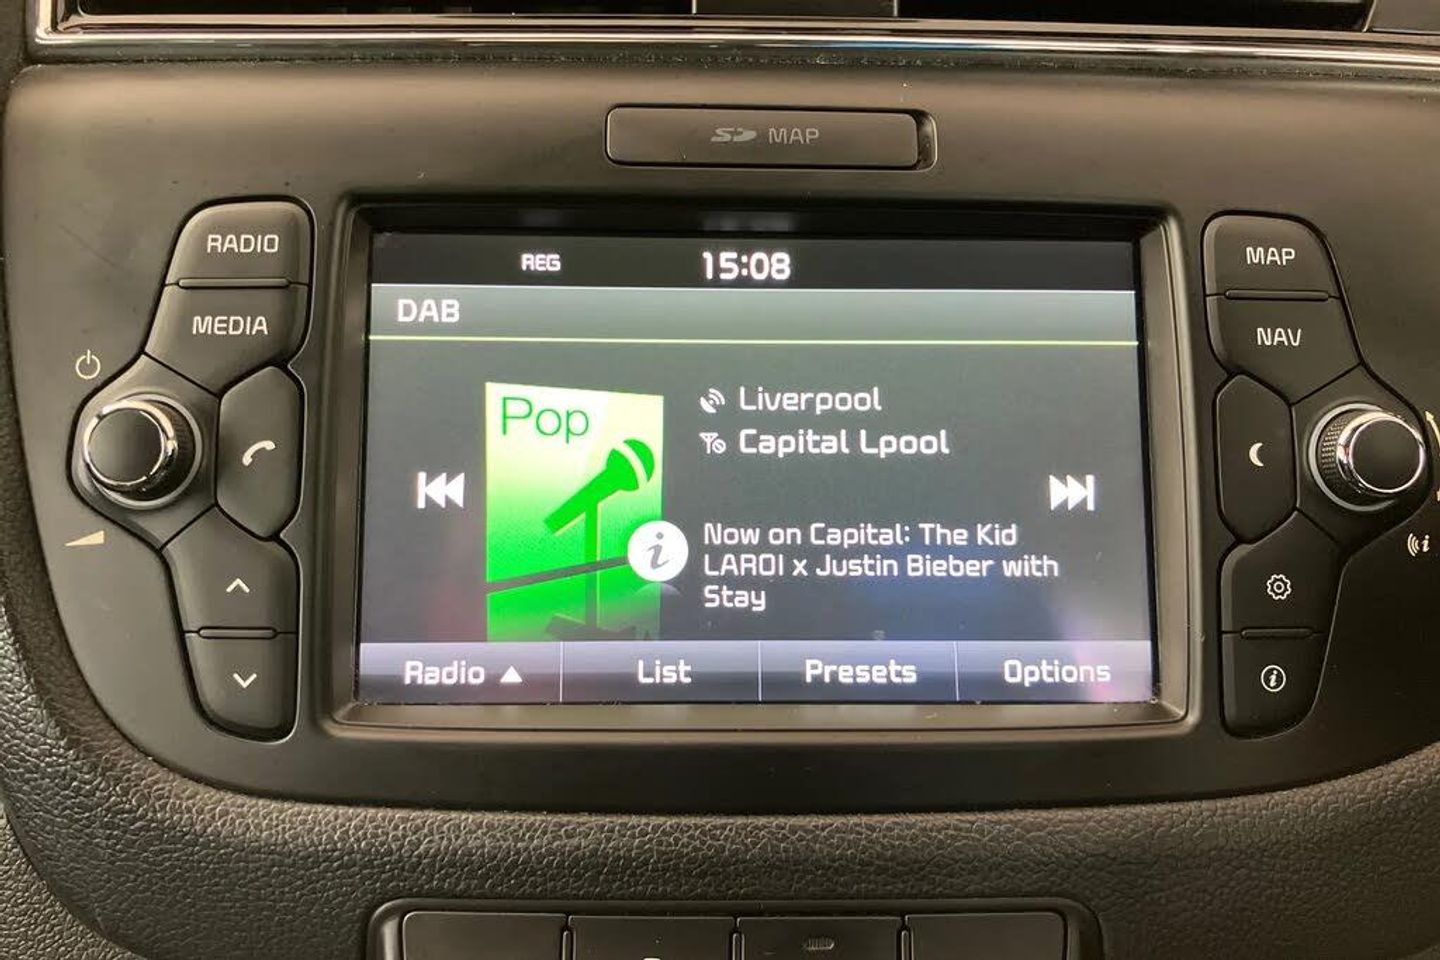 SD MAP
RADIO
MEDIA
MAP
NAV
REG 15:08
DAB
Pop
Liverpool
Capital Lpool
Now on Capital: The Kid
LAROI x Justin Bieber with
Stay
Radio List Presets Options